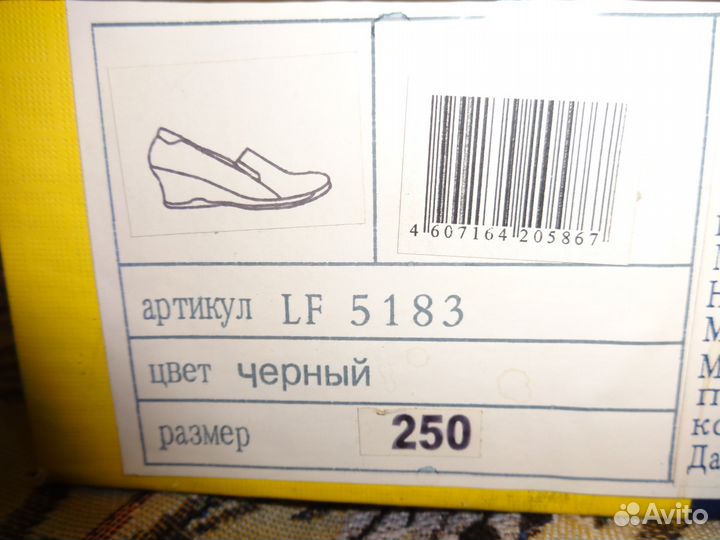 4 607164 205867
артикул LF 5183
цвет черный
размер 250
Avito